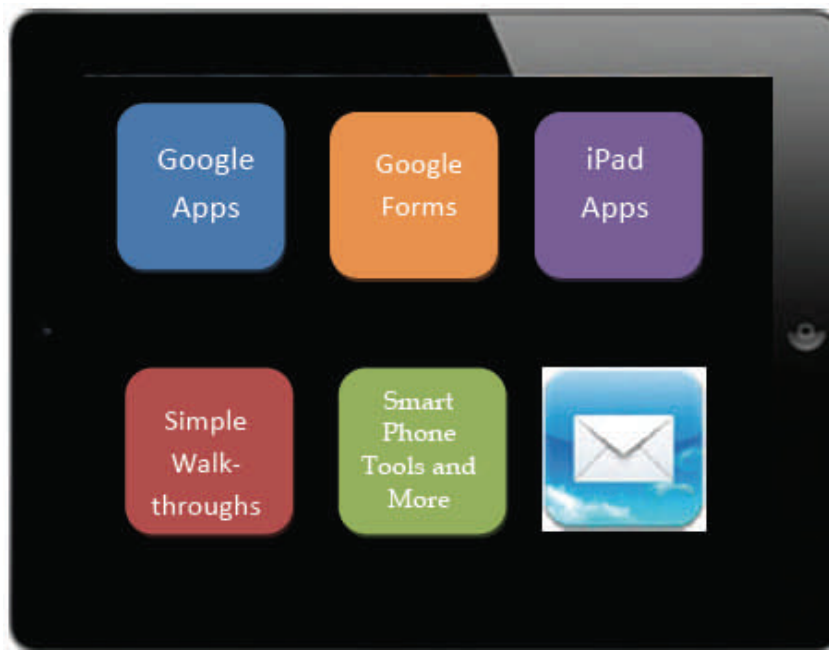 Google
Apps
Google
Forms
iPad
Apps
Simple
Walk-
throughs
Smart
Phone
Tools and
More